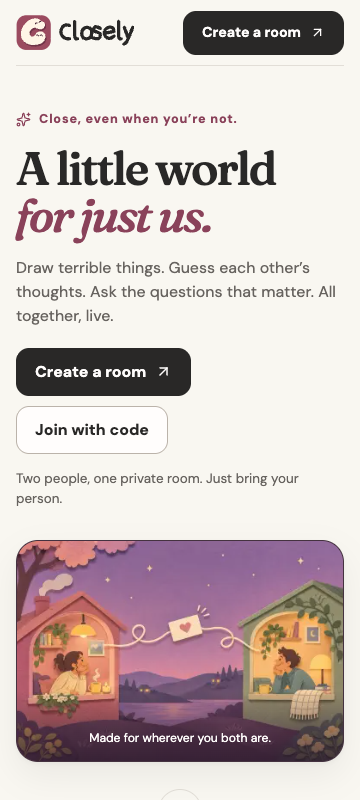 Closely
Create a room
Close, even when you’re not.
A little world
for just us.
Draw terrible things. Guess each other’s
thoughts. Ask the questions that matter. All
together, live.
Create a room
Join with code
Two people, one private room. Just bring your
person.
Made for wherever you both are.